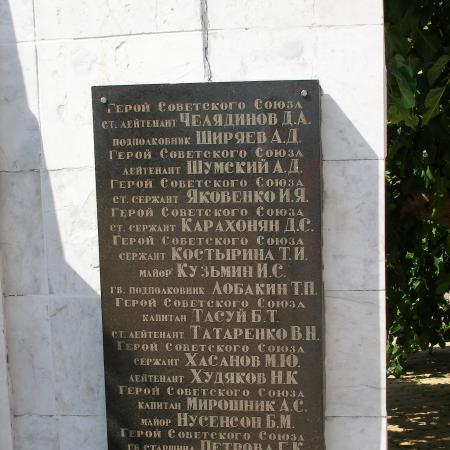 Герой Советского Союза
ст. лейтенант Челядинов Д.А.
подполковник Ширяев А.Д.
Герой Советского Союза
лейтенант Шумский А.Д.
Герой Советского Союза
ст. сержант Яковенко И.Я.
Герой Советского Союза
ст. сержант Карахонян Д.С.
Герой Советского Союза
сержант Костырина Т.И.
майор Кузьмин И.С.
гв. подполковник Лобакин Т.П.
Герой Советского Союза
капитан Тасуй Б.Т.
ст. лейтенант Татаренко В.Н.
Герой Советского Союза
сержант Хасанов М.Ю.
лейтенант Худяков Н.К
Герой Советского Союза
капитан Мирошник А.С.
майор Нусенсон Б.М.
Герой Советского Союза
гв. старшина Петрова Г.К